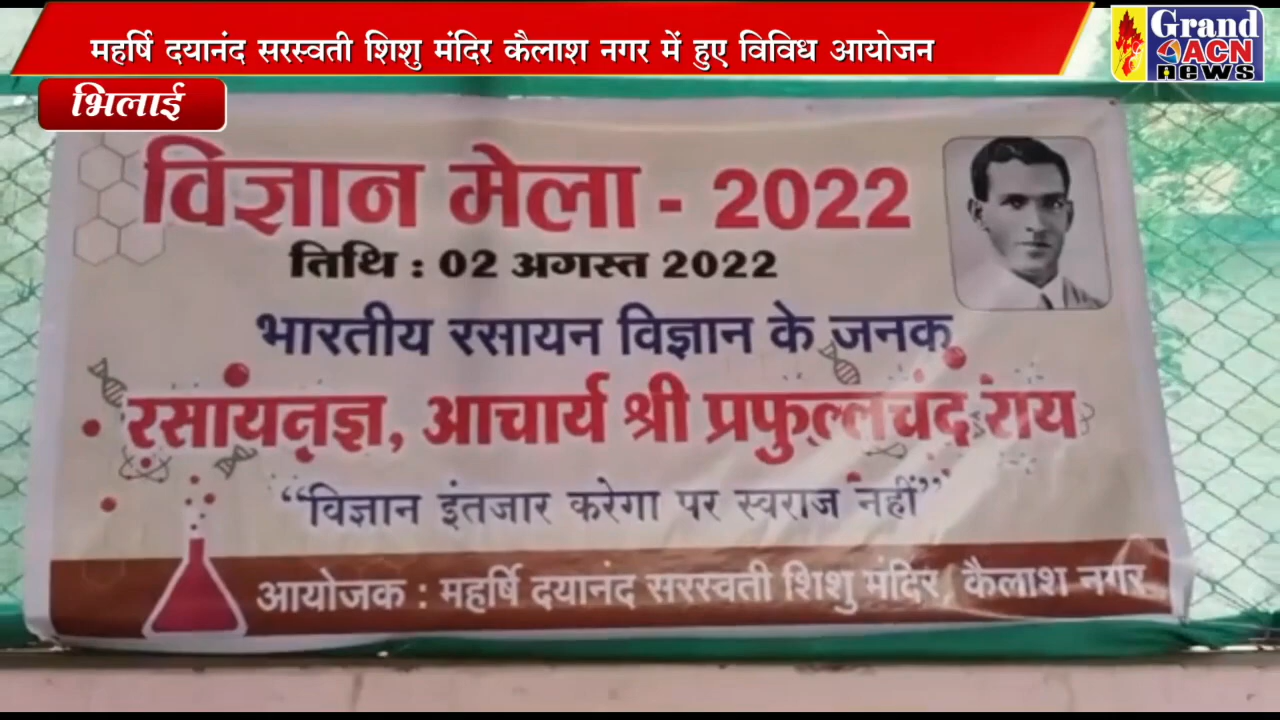 महर्षि दयानंद सरस्वती शिशु मंदिर कैलाश नगर में हुए विविध आयोजन
Grand
ACN
news
भिलाई
विज्ञान मेला - 2022
तिथि : 02 अगस्त 2022
भारतीय रसायन विज्ञान के जनक
रसायनज्ञ, आचार्य श्री प्रफुल्लचंद राय
“विज्ञान इंतजार करेगा पर स्वराज नहीं”
आयोजक : महर्षि दयानंद सरस्वती शिशु मंदिर, कैलाश नगर